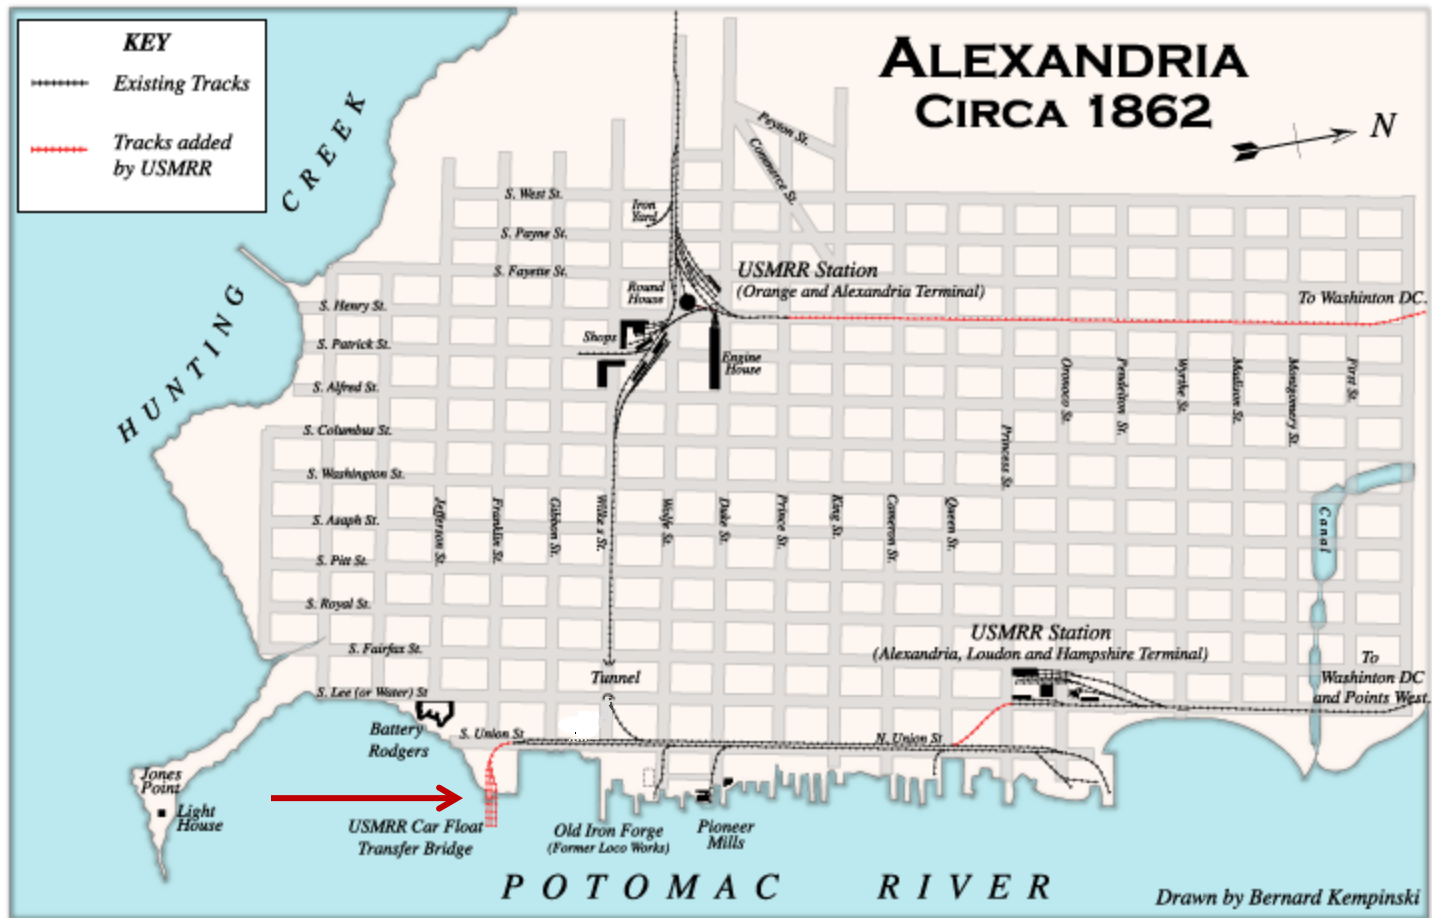 KEY
Existing Tracks
Tracks added
by USMRR
ALEXANDRIA
CIRCA 1862
N
HUNTING CREEK
Peyton St.
Commerce St.
S. West St.
Iron
Yard
S. Payne St.
S. Fayette St.
USMRR Station
(Orange and Alexandria Terminal)
Round
House
To Washinton DC.
S. Henry St.
Shops
S. Patrick St.
Engine
House
S. Alfred St.
Oronoco St.
Pendelton St.
Wythe St.
Madison St.
Montgomery St.
First St.
S. Columbus St.
Princess St.
S. Washington St.
Jefferson St.
Franklin St.
Gibbon St.
Wilkes St.
Wolfe St.
Duke St.
Prince St.
King St.
Cameron St.
Queen St.
Canal
S. Asaph St.
S. Pitt St.
S. Royal St.
S. Fairfax St.
USMRR Station
(Alexandria, Loudon and Hampshire Terminal)
To
Washinton DC
and Points West.
Tunnel
S. Lee (or Water) St
Battery
Rodgers
S. Union St
N. Union St
Jones
Point
Light
House
USMRR Car Float
Transfer Bridge
Old Iron Forge
(Former Loco Works)
Pioneer
Mills
POTOMAC RIVER
Drawn by Bernard Kempinski